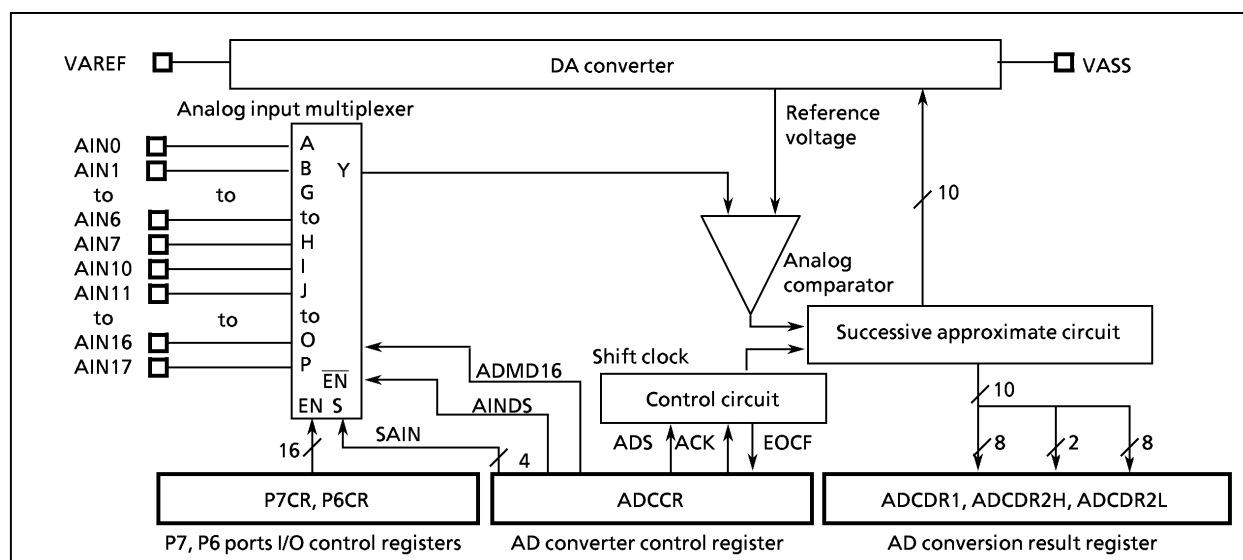 VAREF
DA converter
VASS
Analog input multiplexer
Reference
voltage
AIN0
A
AIN1
B
Y
to
to
G
10
AIN6
to
AIN7
H
AIN10
I
Analog
comparator
AIN11
J
to
to
to
AIN16
O
Successive approximate circuit
AIN17
P
EN
ADMD16
Shift clock
10
EN S
AINDS
Control circuit
16
SAIN
4
ADS
ACK
EOCF
8
2
8
P7CR, P6CR
ADCCR
ADCDR1, ADCDR2H, ADCDR2L
P7, P6 ports I/O control registers
AD converter control register
AD conversion result register